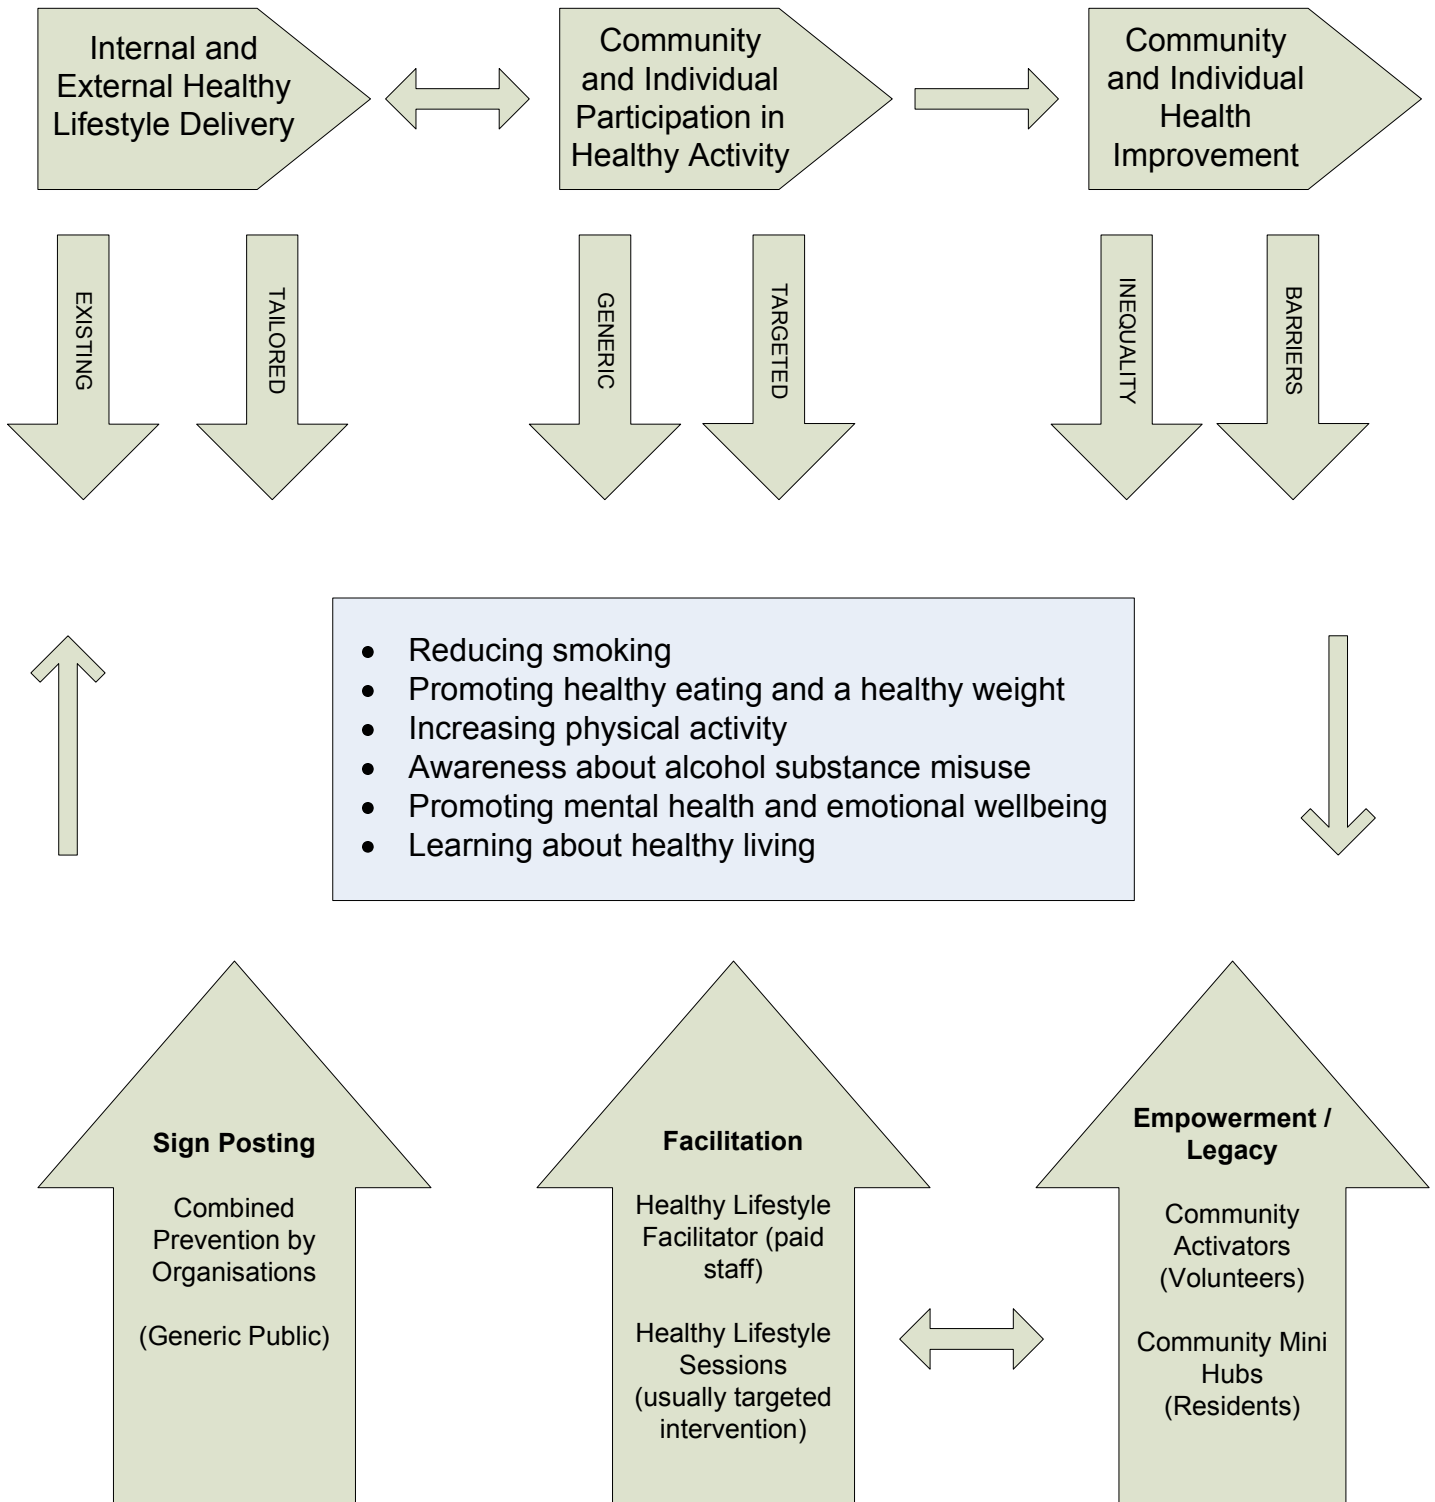 Internal and
External Healthy
Lifestyle Delivery
Community
and Individual
Participation in
Healthy Activity
Community
and Individual
Health
Improvement
EXISTING
TAILORED
GENERIC
TARGETED
INEQUALITY
BARRIERS
• Reducing smoking
• Promoting healthy eating and a healthy weight
• Increasing physical activity
• Awareness about alcohol substance misuse
• Promoting mental health and emotional wellbeing
• Learning about healthy living
Sign Posting
Combined
Prevention by
Organisations
(Generic Public)
Facilitation
Healthy Lifestyle
Facilitator (paid
staff)
Healthy Lifestyle
Sessions
(usually targeted
intervention)
Empowerment /
Legacy
Community
Activators
(Volunteers)
Community Mini
Hubs
(Residents)